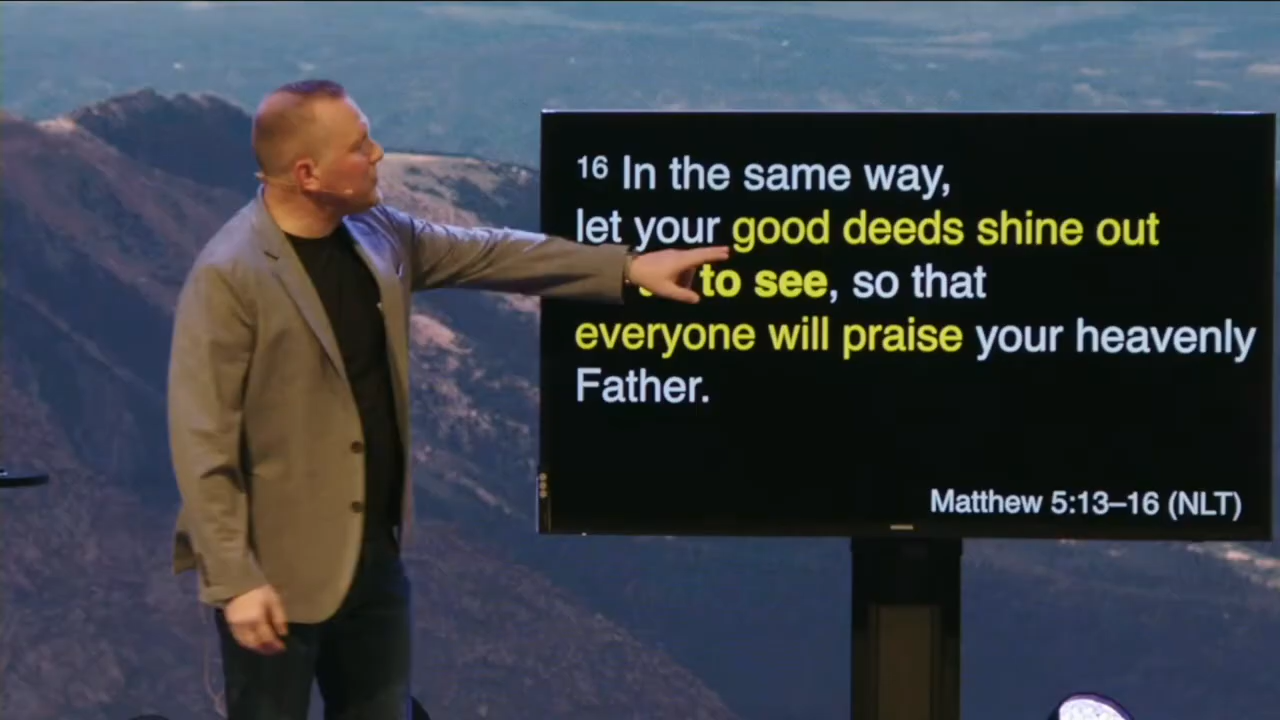 16 In the same way,
let your good deeds shine out
to see, so that
everyone will praise your heavenly
Father.
Matthew 5:13–16 (NLT)